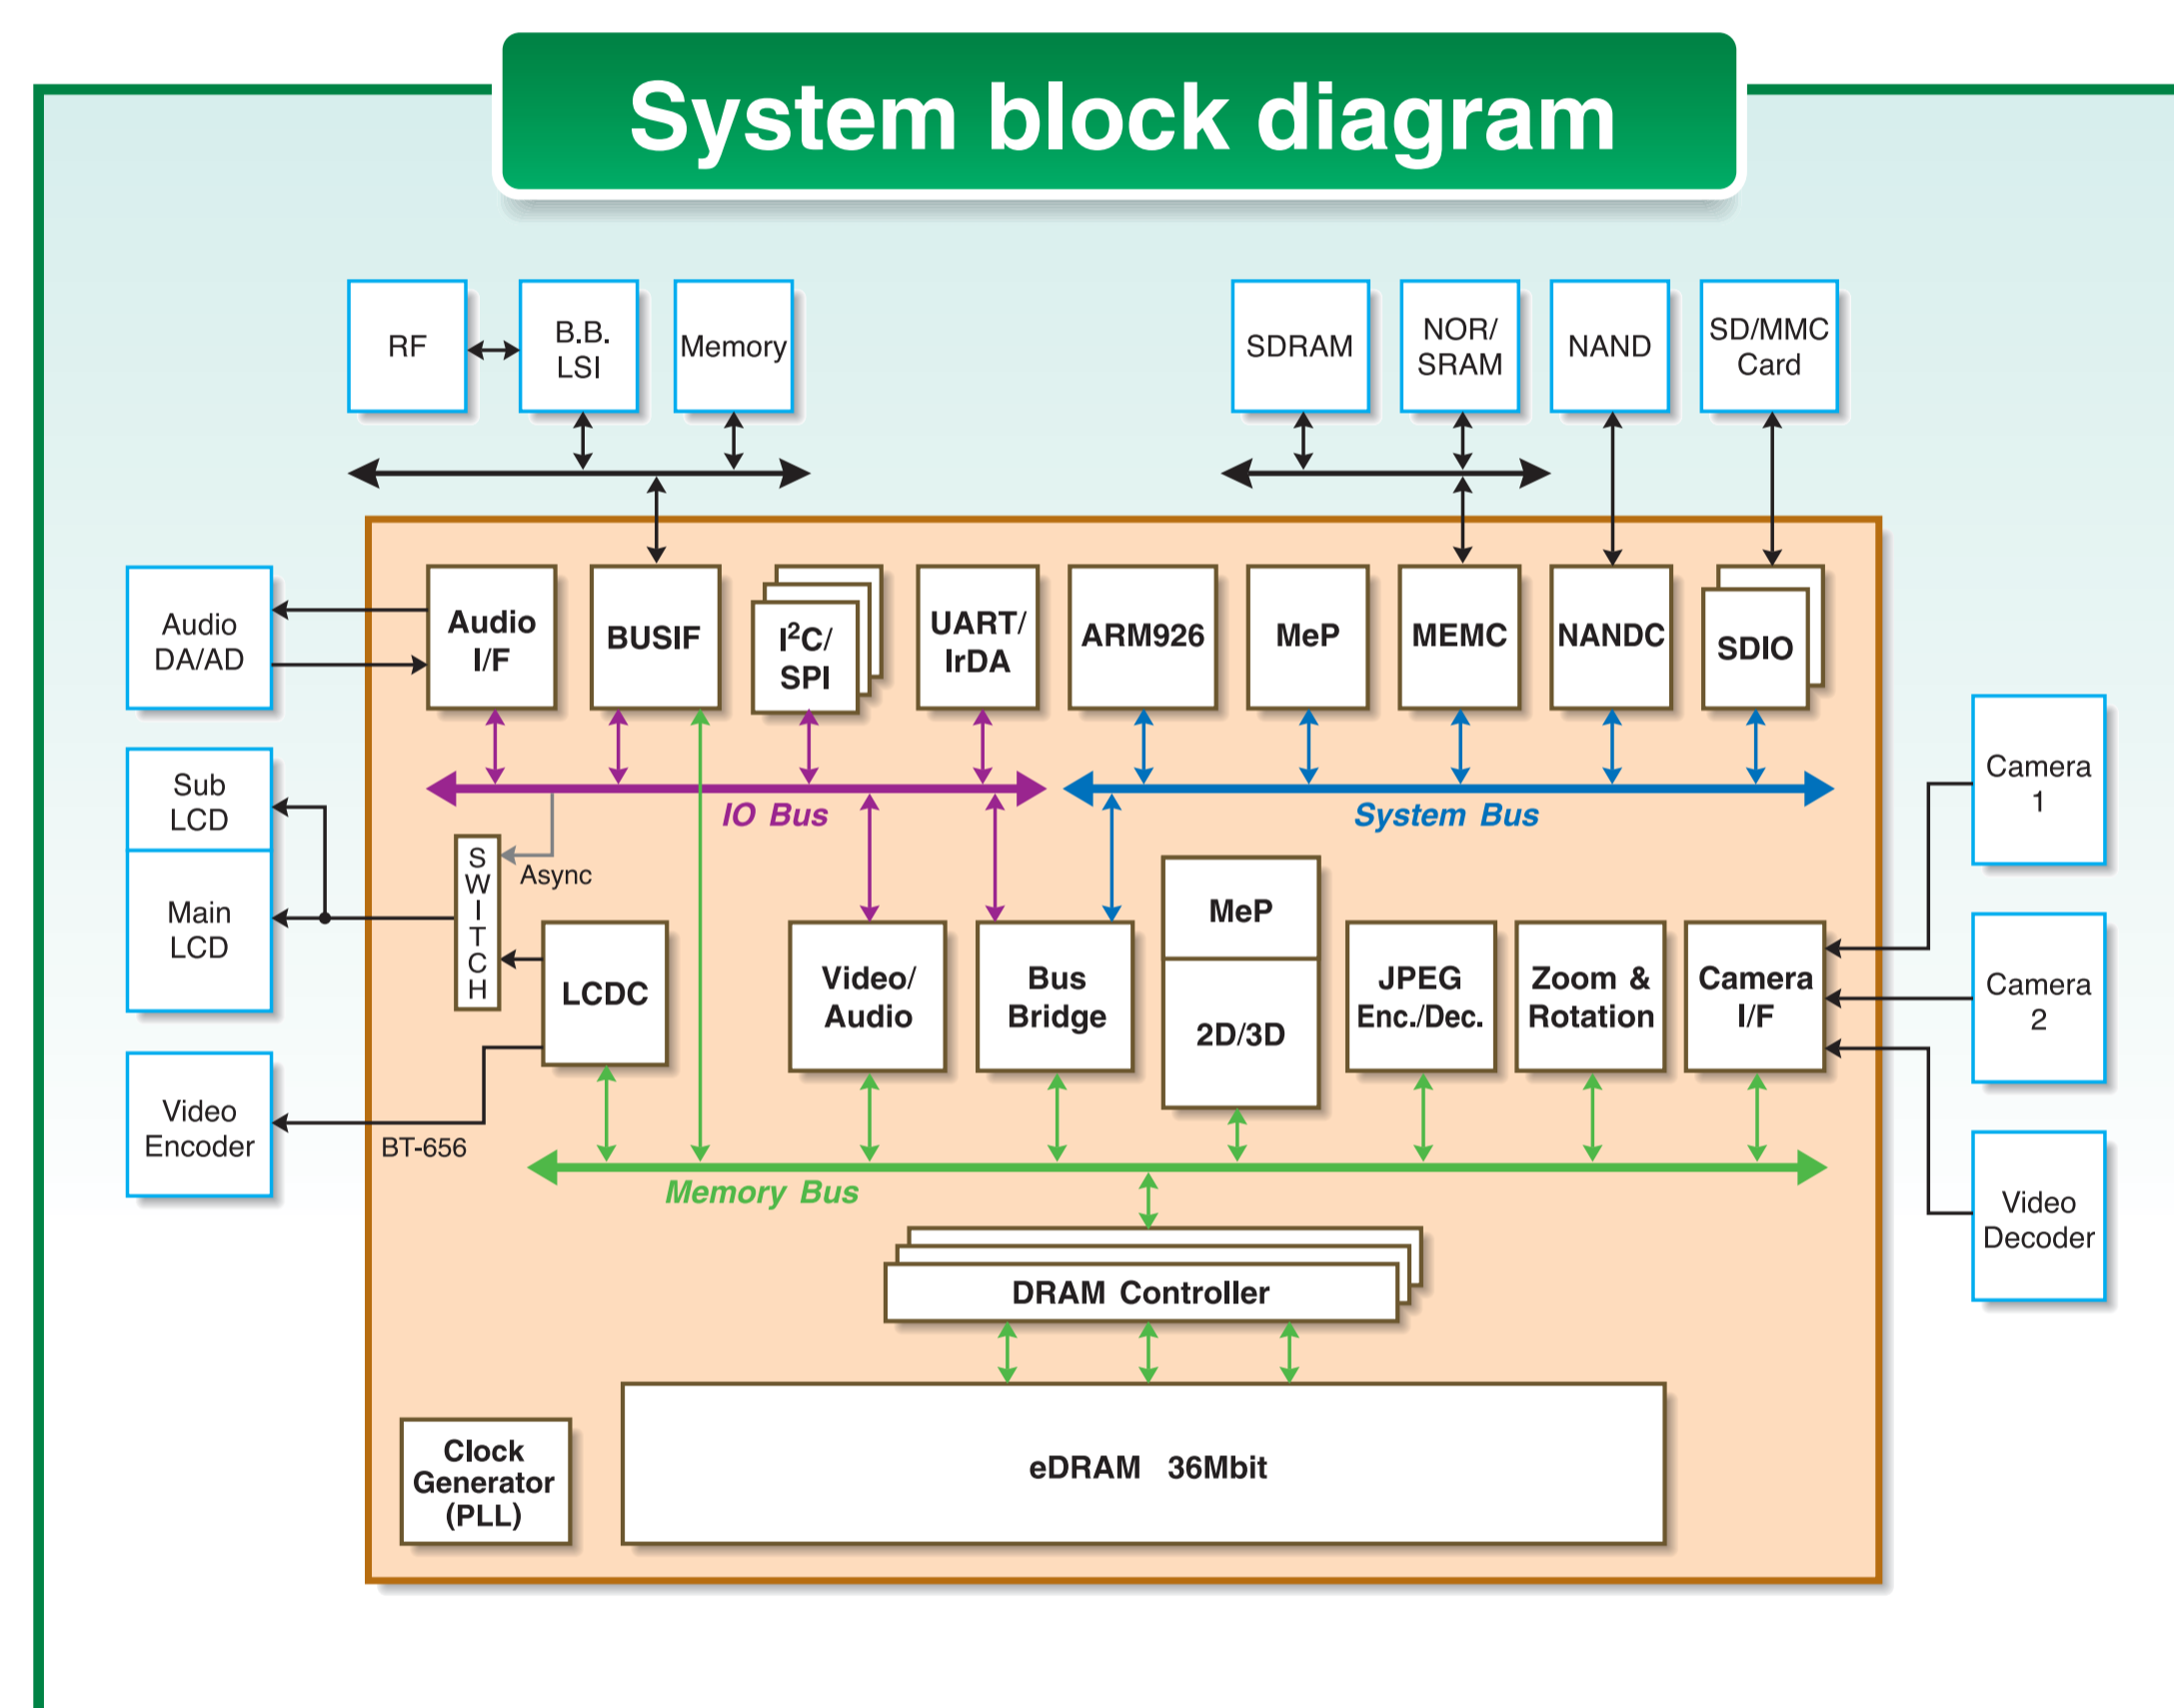 System block diagram
RF
B.B.
LSI
Memory
SDRAM
NOR/
SRAM
NAND
SD/MMC
Card
Audio
DA/AD
Audio
I/F
BUSIF
I²C/
SPI
UART/
IrDA
ARM926
MeP
MEMC
NANDC
SDIO
IO Bus
System Bus
Camera
1
Sub
LCD
Main
LCD
SWITCH
Async
LCDC
Video/
Audio
Bus
Bridge
MeP
2D/3D
JPEG
Enc./Dec.
Zoom &
Rotation
Camera
I/F
Camera
2
Video
Encoder
BT-656
Memory Bus
Video
Decoder
DRAM Controller
eDRAM 36Mbit
Clock
Generator
(PLL)